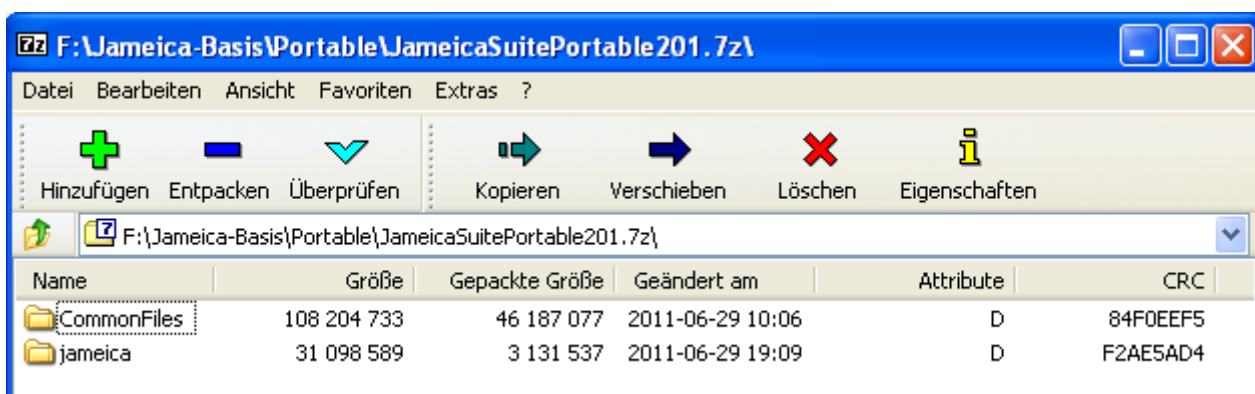 F:\Jameica-Basis\Portable\JameicaSuitePortable201.7z\
Datei Bearbeiten Ansicht Favoriten Extras ?
Hinzufügen Entpacken Überprüfen Kopieren Verschieben Löschen Eigenschaften
F:\Jameica-Basis\Portable\JameicaSuitePortable201.7z\
Name Größe Gepackte Größe Geändert am Attribute CRC
CommonFiles 108 204 733 46 187 077 2011-06-29 10:06 D 84F0EEF5
jameica 31 098 589 3 131 537 2011-06-29 19:09 D F2AE5AD4